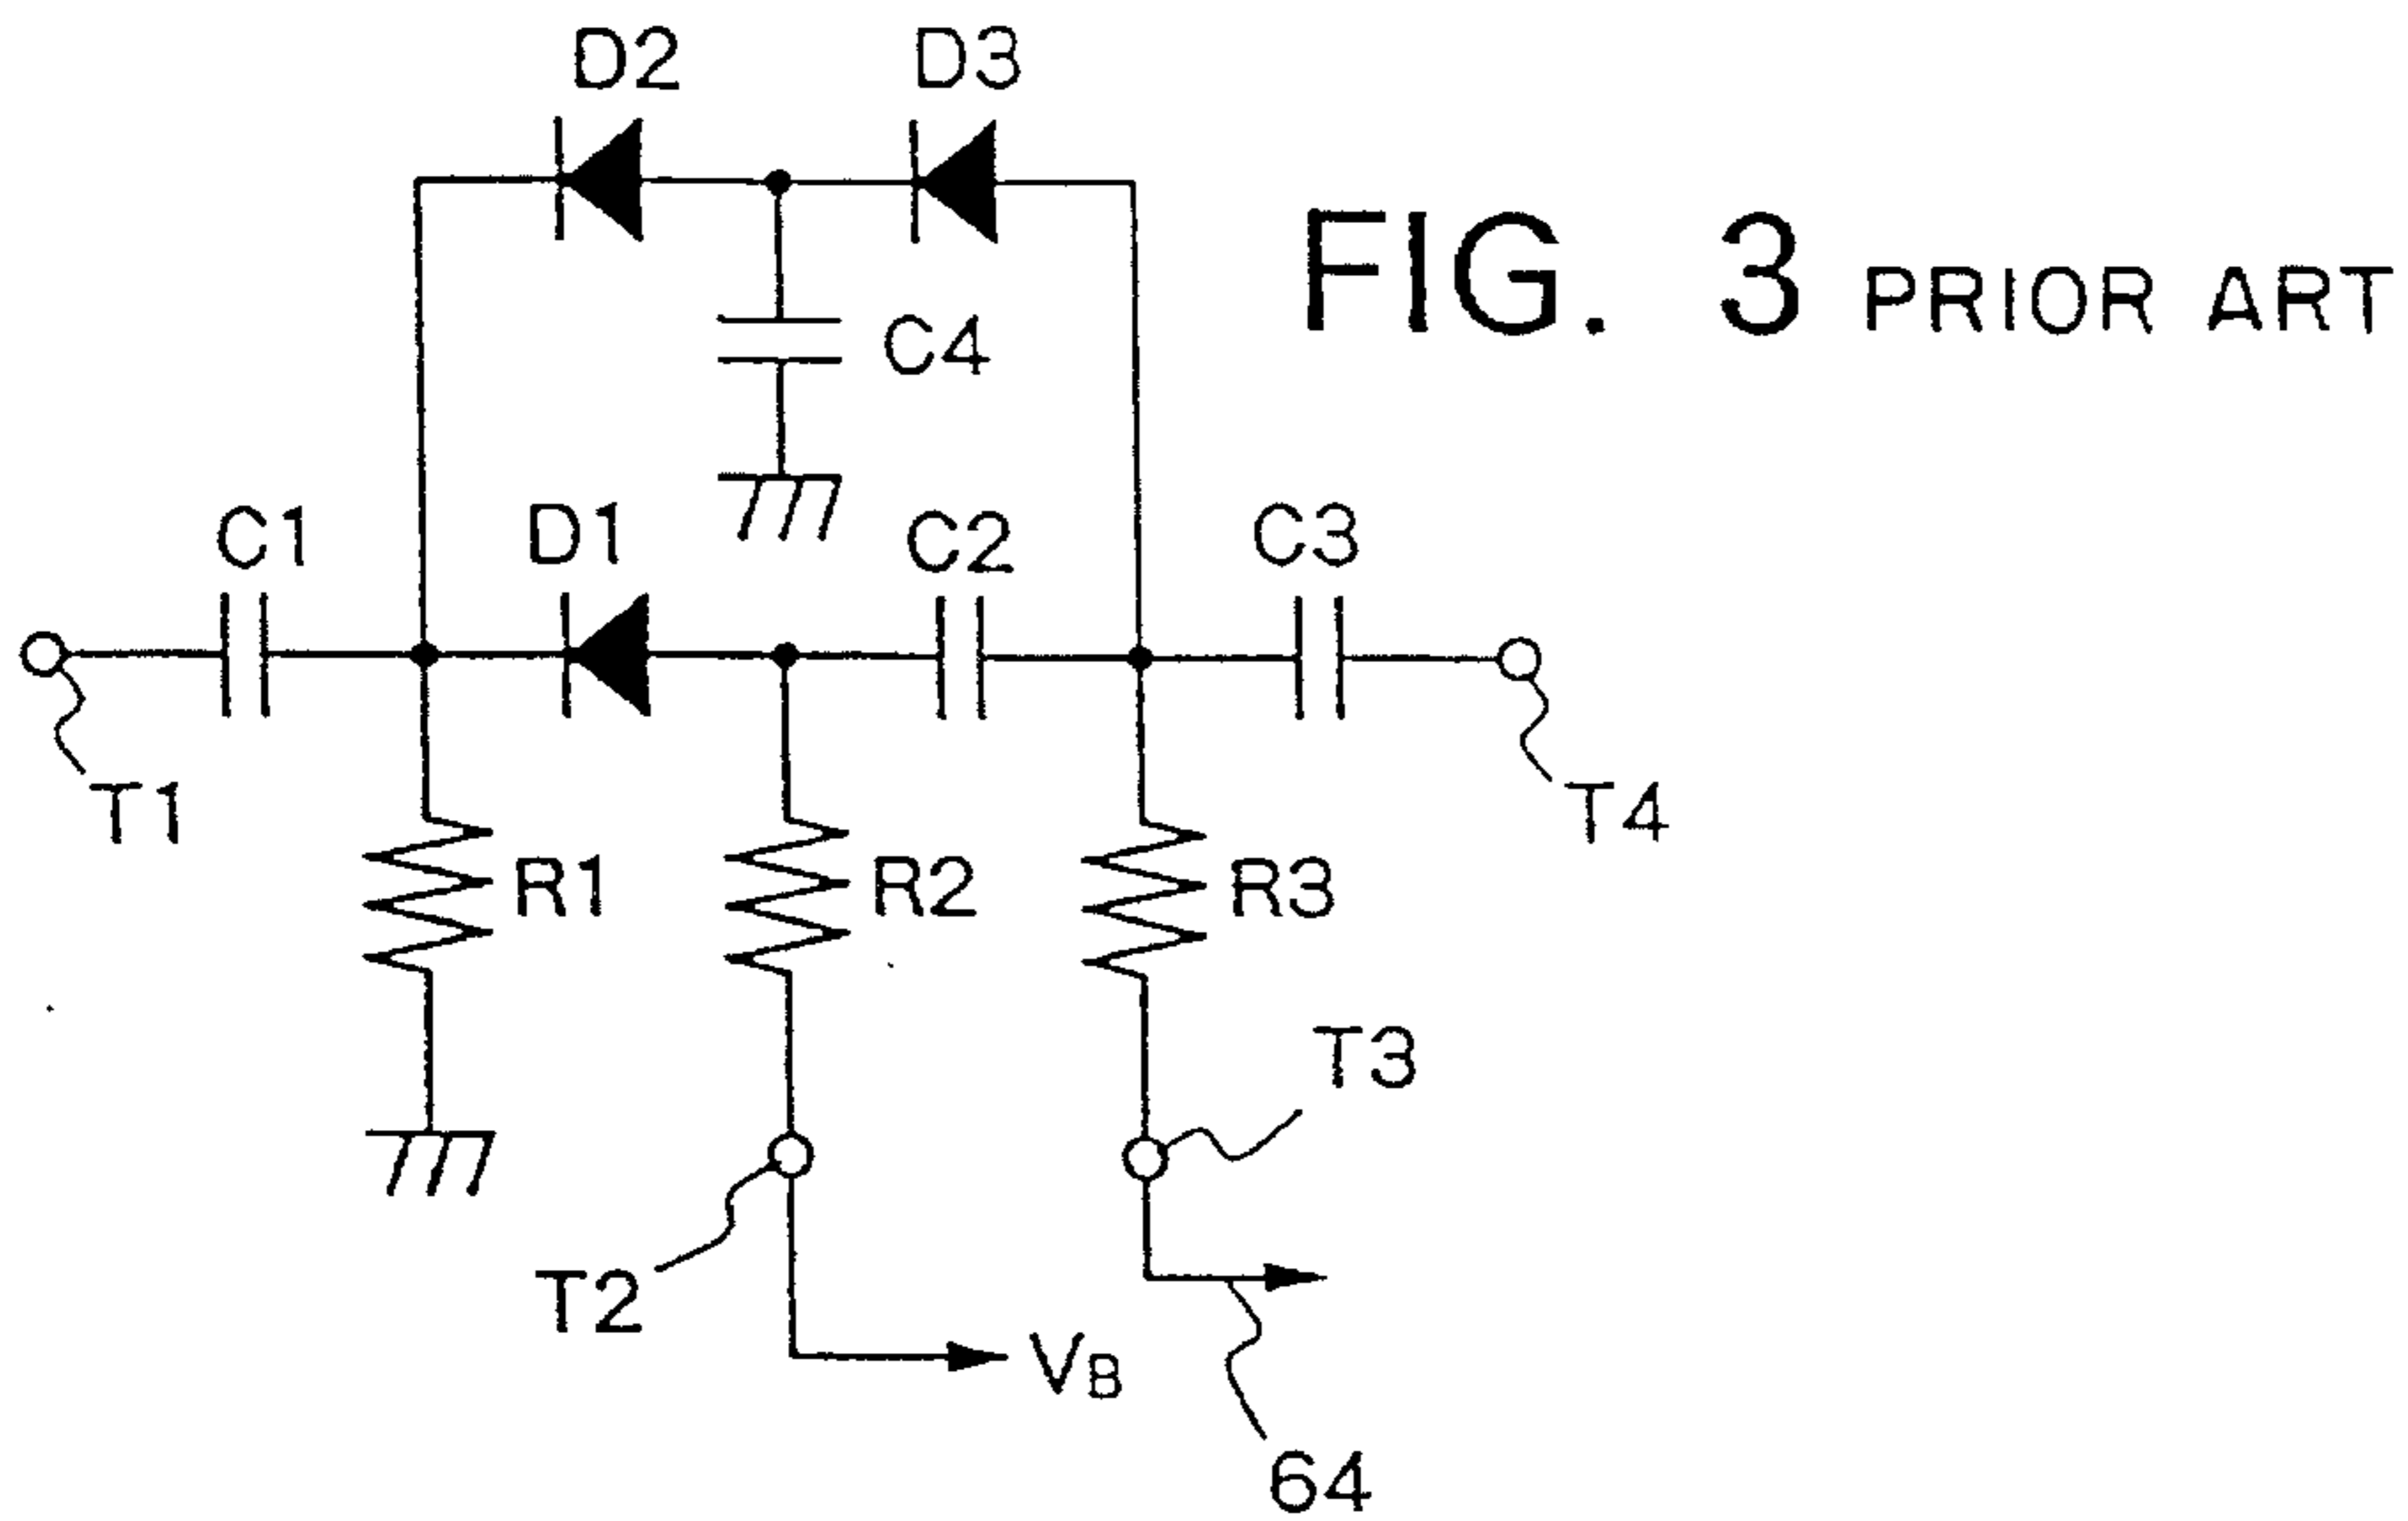 D2 D3
FIG. 3 PRIOR ART
C4
C1 D1 C2 C3
T1 T4
R1 R2 R3
T3
T2
VB
64